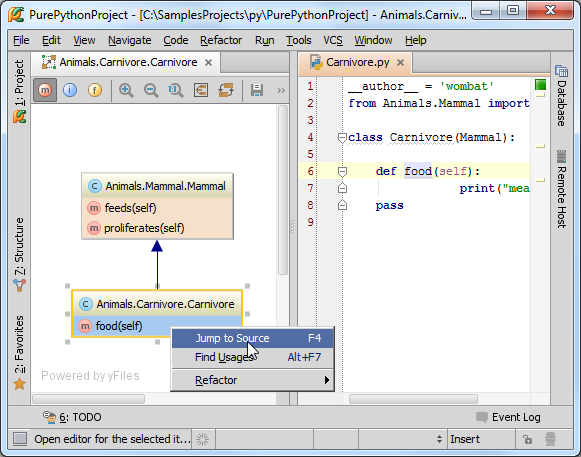 PurePythonProject - [C:\SamplesProjects\py\PurePythonProject] - Animals.Carniv...
File Edit View Navigate Code Refactor Run Tools VCS Window Help
1: Project
7: Structure
2: Favorites
Animals.Carnivore.Carnivore
m i f
1:1
C Animals.Mammal.Mammal
m feeds(self)
m proliferates(self)
C Animals.Carnivore.Carnivore
m food(self)
Jump to Source F4
Find Usages Alt+F7
Refactor
Powered by yFiles
Carnivore.py
1 __author__ = 'wombat'
2 from Animals.Mammal import
3
4 class Carnivore(Mammal):
5
6 def food(self):
7 print("mea
8 pass
9
Database
Remote Host
6: TODO
Event Log
Open editor for the selected it...
Insert